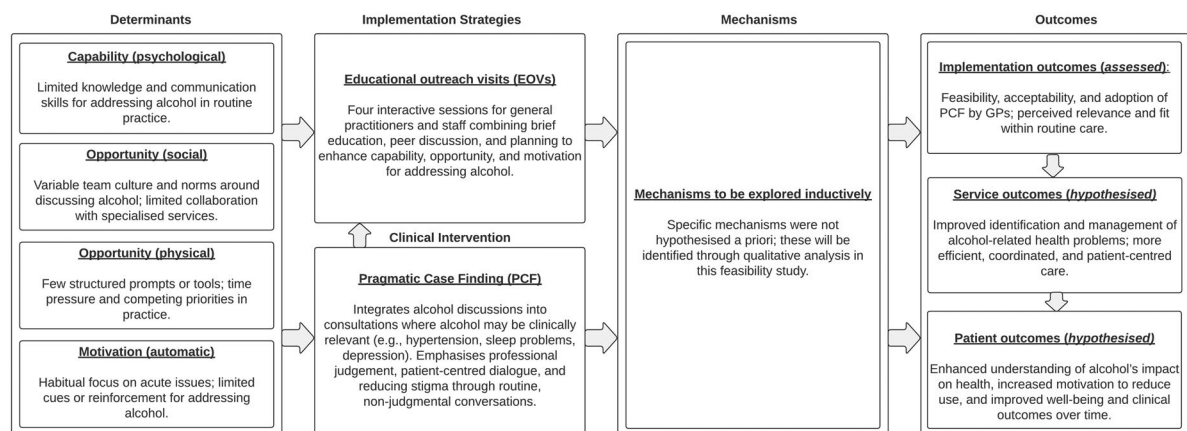 Determinants
Implementation Strategies
Mechanisms
Outcomes
Capability (psychological)
Limited knowledge and communication
skills for addressing alcohol in routine
practice.
Opportunity (social)
Variable team culture and norms around
discussing alcohol; limited collaboration
with specialised services.
Opportunity (physical)
Few structured prompts or tools; time
pressure and competing priorities in
practice.
Motivation (automatic)
Habitual focus on acute issues; limited
cues or reinforcement for addressing
alcohol.
Educational outreach visits (EOVs)
Four interactive sessions for general
practitioners and staff combining brief
education, peer discussion, and planning to
enhance capability, opportunity, and motivation
for addressing alcohol.
Clinical Intervention
Pragmatic Case Finding (PCF)
Integrates alcohol discussions into
consultations where alcohol may be clinically
relevant (e.g., hypertension, sleep problems,
depression). Emphasises professional
judgement, patient-centred dialogue, and
reducing stigma through routine,
non-judgmental conversations.
Mechanisms to be explored inductively
Specific mechanisms were not
hypothesised a priori; these will be
identified through qualitative analysis in
this feasibility study.
Implementation outcomes (assessed):
Feasibility, acceptability, and adoption of
PCF by GPs; perceived relevance and fit
within routine care.
Service outcomes (hypothesised)
Improved identification and management of
alcohol-related health problems; more
efficient, coordinated, and patient-centred
care.
Patient outcomes (hypothesised)
Enhanced understanding of alcohol's impact
on health, increased motivation to reduce
use, and improved well-being and clinical
outcomes over time.